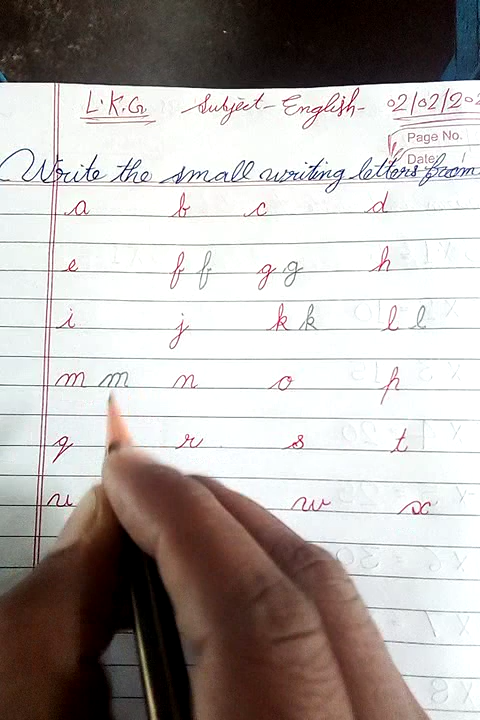 L.K.G Subject - English - 02/02/202
Page No.
Date
Write the small writing letters from
a b c d
e f f g g h
i j k k l l
m m n o p
q r s t
u w x